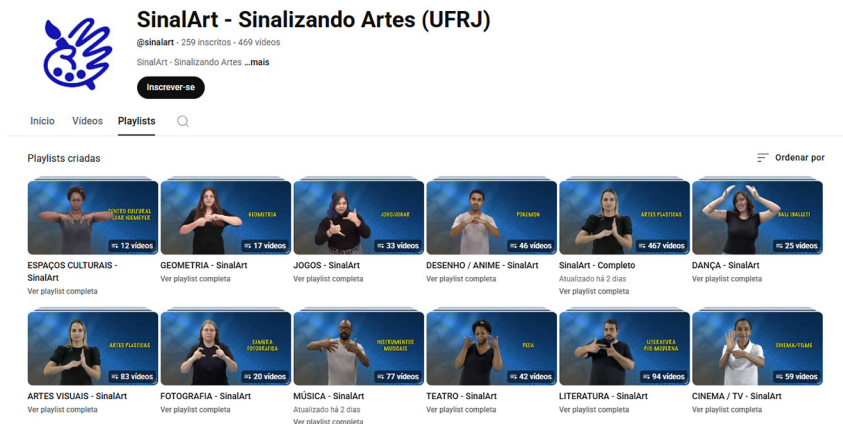 SinalArt - Sinalizando Artes (UFRJ)
@sinalart · 259 inscritos · 469 vídeos
SinalArt - Sinalizando Artes ...mais
Inscrever-se
Início Vídeos Playlists
Playlists criadas
Ordenar por
CENTRO CULTURAL
OSCAR NIEMEYER
12 vídeos
GEOMETRIA
17 vídeos
JOGO/JOGAR
33 vídeos
POKEMON
46 vídeos
ARTES PLASTICAS
467 vídeos
25 vídeos
ESPAÇOS CULTURAIS -
SinalArt
Ver playlist completa
GEOMETRIA - SinalArt
Ver playlist completa
JOGOS - SinalArt
Ver playlist completa
DESENHO / ANIME - SinalArt
Ver playlist completa
SinalArt - Completo
Atualizado há 2 dias
Ver playlist completa
DANÇA - SinalArt
Ver playlist completa
ARTES PLASTICAS
83 vídeos
CAMERA
FOTOGRAFICA
20 vídeos
INSTRUMENTOS
MUSICAIS
77 vídeos
PEÇA
42 vídeos
LITERATURA
POS-MODERNA
94 vídeos
CINEMA/FILME
59 vídeos
ARTES VISUAIS - SinalArt
Ver playlist completa
FOTOGRAFIA - SinalArt
Ver playlist completa
MÚSICA - SinalArt
Atualizado há 2 dias
Ver playlist completa
TEATRO - SinalArt
Ver playlist completa
LITERATURA - SinalArt
Ver playlist completa
CINEMA / TV - SinalArt
Ver playlist completa